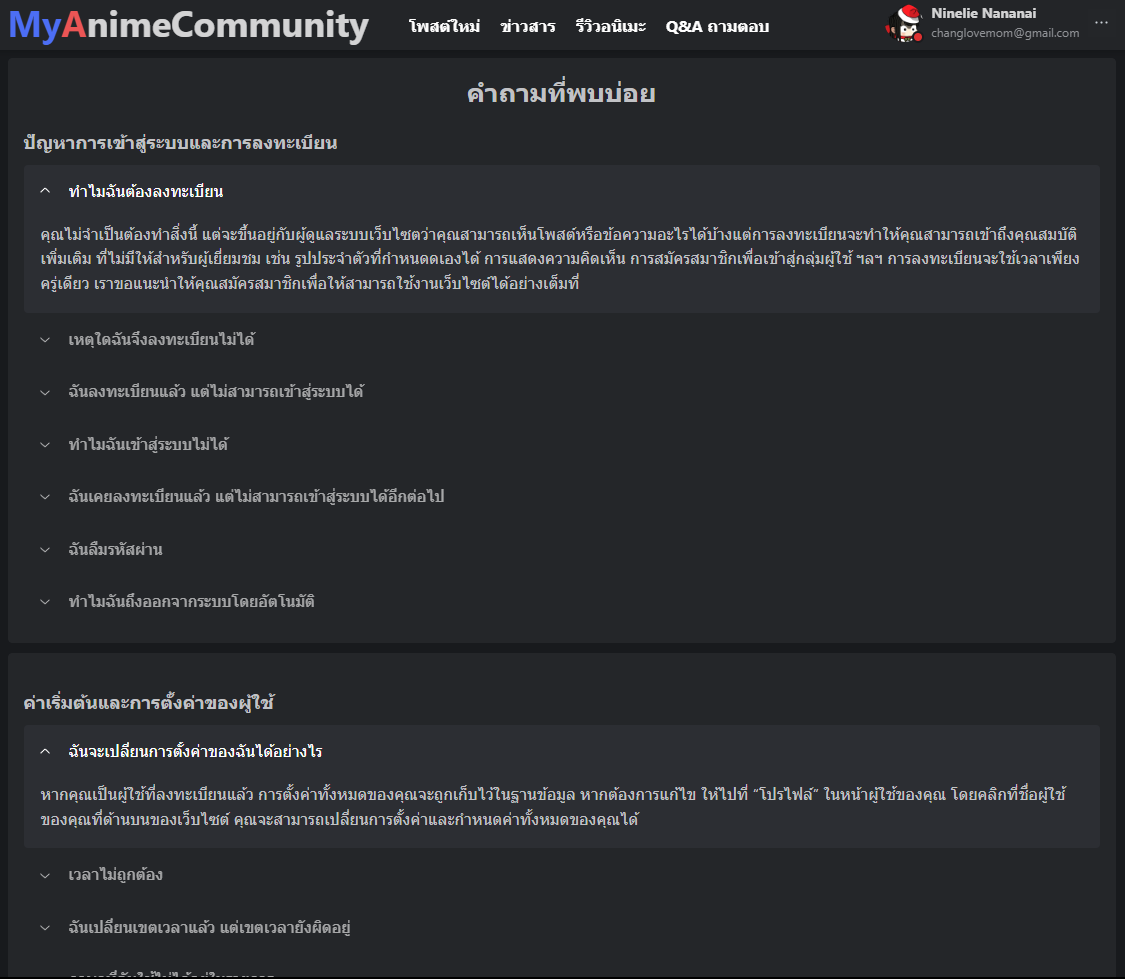 MyAnimeCommunity
โพสต์ใหม่ ข่าวสาร รีวิวอนิเมะ Q&A ถามตอบ
Ninelie Nananai
changlovemom@gmail.com
คำถามที่พบบ่อย
ปัญหาการเข้าสู่ระบบและการลงทะเบียน
ทำไมฉันต้องลงทะเบียน
คุณไม่จำเป็นต้องทำสิ่งนี้ แต่จะขึ้นอยู่กับผู้ดูแลระบบเว็บไซตว่าคุณสามารถเห็นโพสต์หรือข้อความอะไรได้บ้างแต่การลงทะเบียนจะทำให้คุณสามารถเข้าถึงคุณสมบัติ
เพิ่มเติม ที่ไม่มีให้สำหรับผู้เยี่ยมชม เช่น รูปประจำตัวที่กำหนดดเองได้ การแสดงความคิดเห็น การสมัครสมาชิกเพื่อเข้าสู่กลุ่มผู้ใช้ ฯลฯ การลงทะเบียนจะใช้เวลาเพียง
ครู่เดียว เราขอแนะนำให้คุณสมัครสมาชิกเพื่อให้สามารถใช้งานเว็บไซต์ได้อย่างเต็มที่
เหตุใดฉันจึงลงทะเบียนไม่ได้
ฉันลงทะเบียนแล้ว แต่ไม่สามารถเข้าสู่ระบบได้
ทำไมฉันเข้าสู่ระบบไม่ได้
ฉันเคยลงทะเบียนแล้ว แต่ไม่สามารถเข้าสู่ระบบได้อีกต่อไป
ฉันลืมรหัสผ่าน
ทำไมฉันถึงออกจากระบบโดยอัตโนมัติ
ค่าเริ่มต้นและการตั้งค่าของผู้ใช้
ฉันจะเปลี่ยนการตั้งค่าของฉันได้อย่างไร
หากคุณเป็นผู้ใช้ที่ลงทะเบียนแล้ว การตั้งค่าทั้งหมดของคุณจะถูกเก็บไว้ในฐานข้อมูล หากต้องการแก้ไข ให้ไปที่ “โปรไฟล์” ในหน้าผู้ใช้ของคุณ โดยคลิกที่ชื่อผู้ใช้
ของคุณที่ด้านบนของเว็บไซต์ คุณจะสามารถเปลี่ยนการตั้งค่าและกำหนดค่าทั้งหมดของคุณได้
เวลาไม่ถูกต้อง
ฉันเปลี่ยนเขตเวลาแล้ว แต่เขตเวลายังผิดอยู่